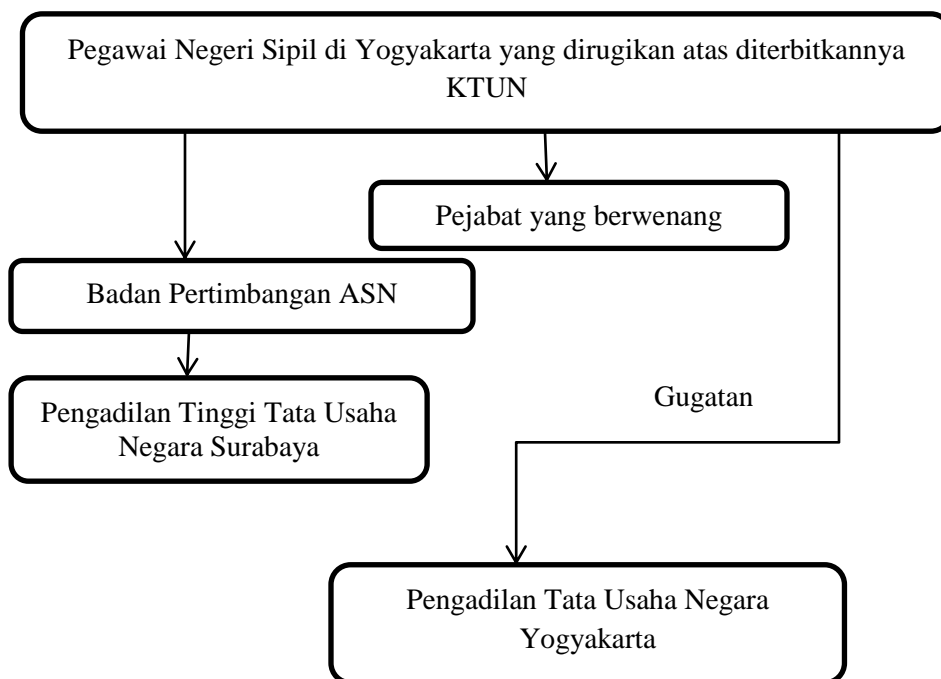 Pegawai Negeri Sipil di Yogyakarta yang dirugikan atas diterbitkannya
KTUN
Pejabat yang berwenang
Badan Pertimbangan ASN
Pengadilan Tinggi Tata Usaha
Negara Surabaya
Gugatan
Pengadilan Tata Usaha Negara
Yogyakarta